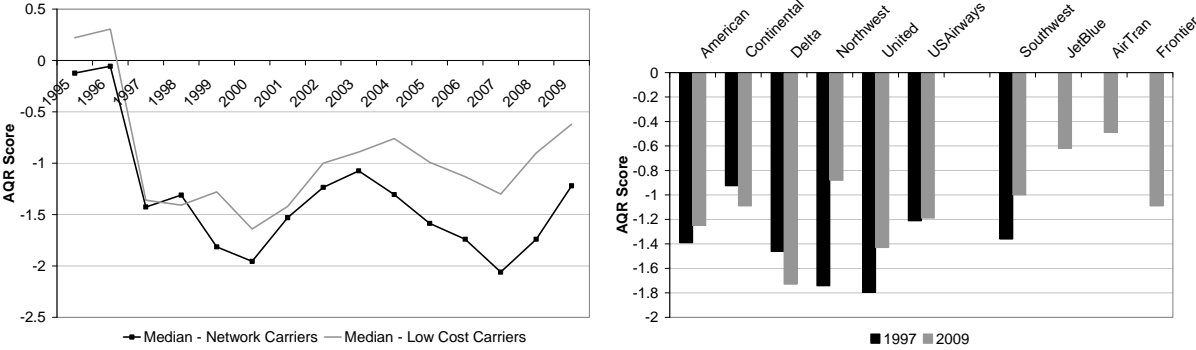 0.5
0
-0.5
-1
-1.5
-2
-2.5
AQR Score
1995
1996
1997
1998
1999
2000
2001
2002
2003
2004
2005
2006
2007
2008
2009
Median - Network Carriers
Median - Low Cost Carriers
American
Continental
Delta
Northwest
United
USAirways
Southwest
JetBlue
AirTran
Frontier
0
-0.2
-0.4
-0.6
-0.8
-1
-1.2
-1.4
-1.6
-1.8
-2
AQR Score
1997
2009